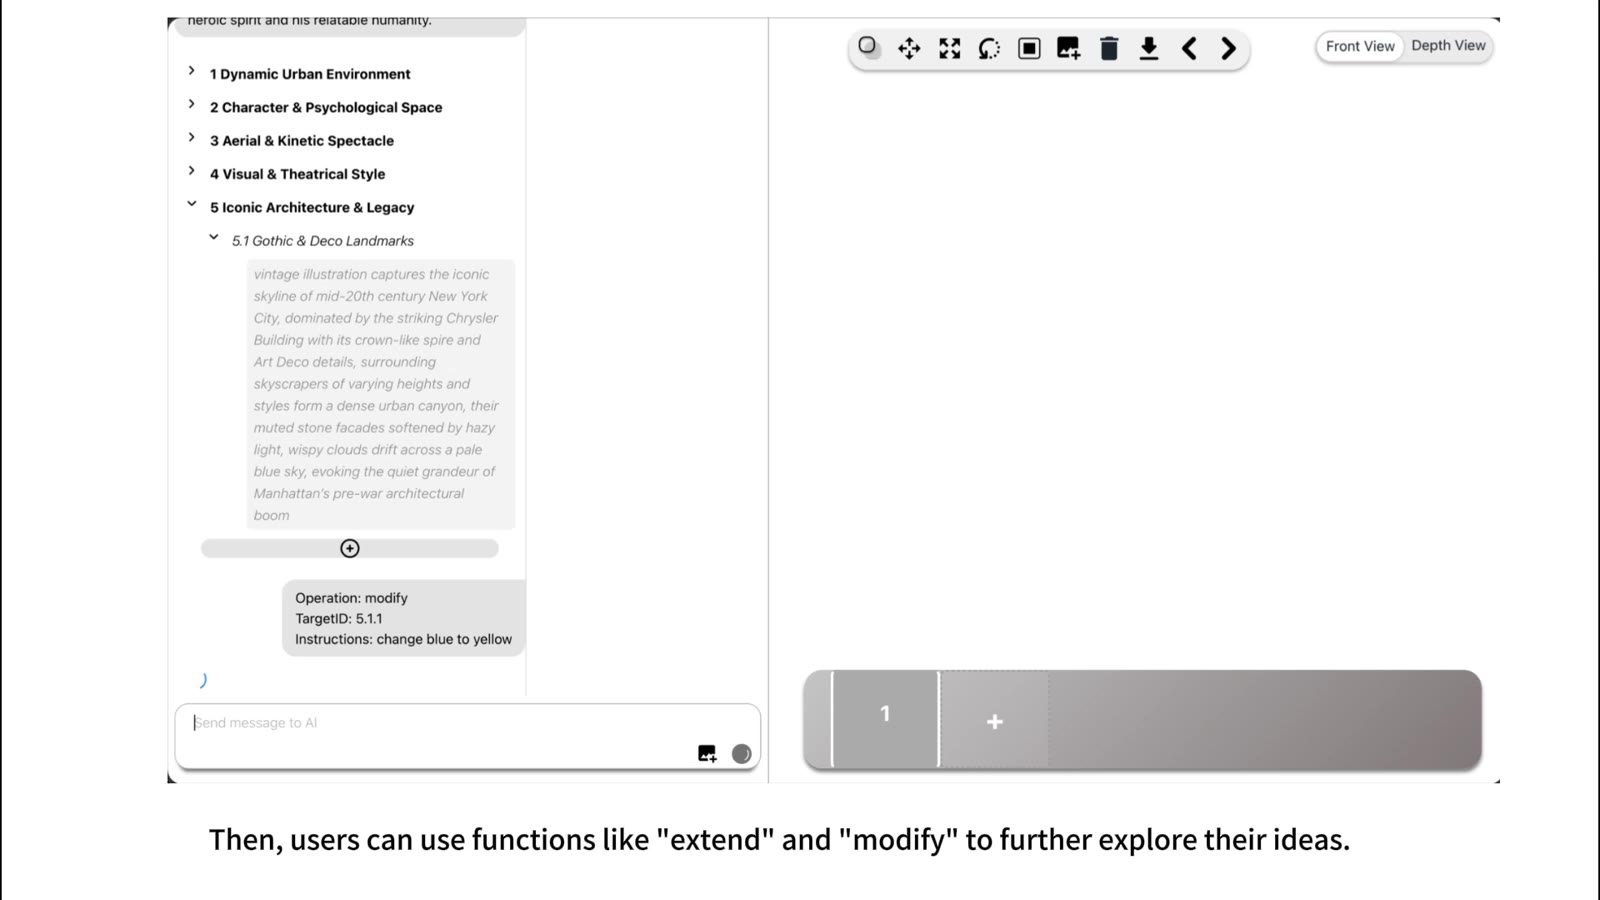 heroic spirit and his relatable humanity.
1 Dynamic Urban Environment
2 Character & Psychological Space
3 Aerial & Kinetic Spectacle
4 Visual & Theatrical Style
5 Iconic Architecture & Legacy
5.1 Gothic & Deco Landmarks
vintage illustration captures the iconic
skyline of mid-20th century New York
City, dominated by the striking Chrysler
Building with its crown-like spire and
Art Deco details, surrounding
skyscrapers of varying heights and
styles form a dense urban canyon, their
muted stone facades softened by hazy
light, wispy clouds drift across a pale
blue sky, evoking the quiet grandeur of
Manhattan's pre-war architectural
boom
Operation: modify
TargetID: 5.1.1
Instructions: change blue to yellow
Send message to AI
Front View Depth View
1 +
Then, users can use functions like "extend" and "modify" to further explore their ideas.